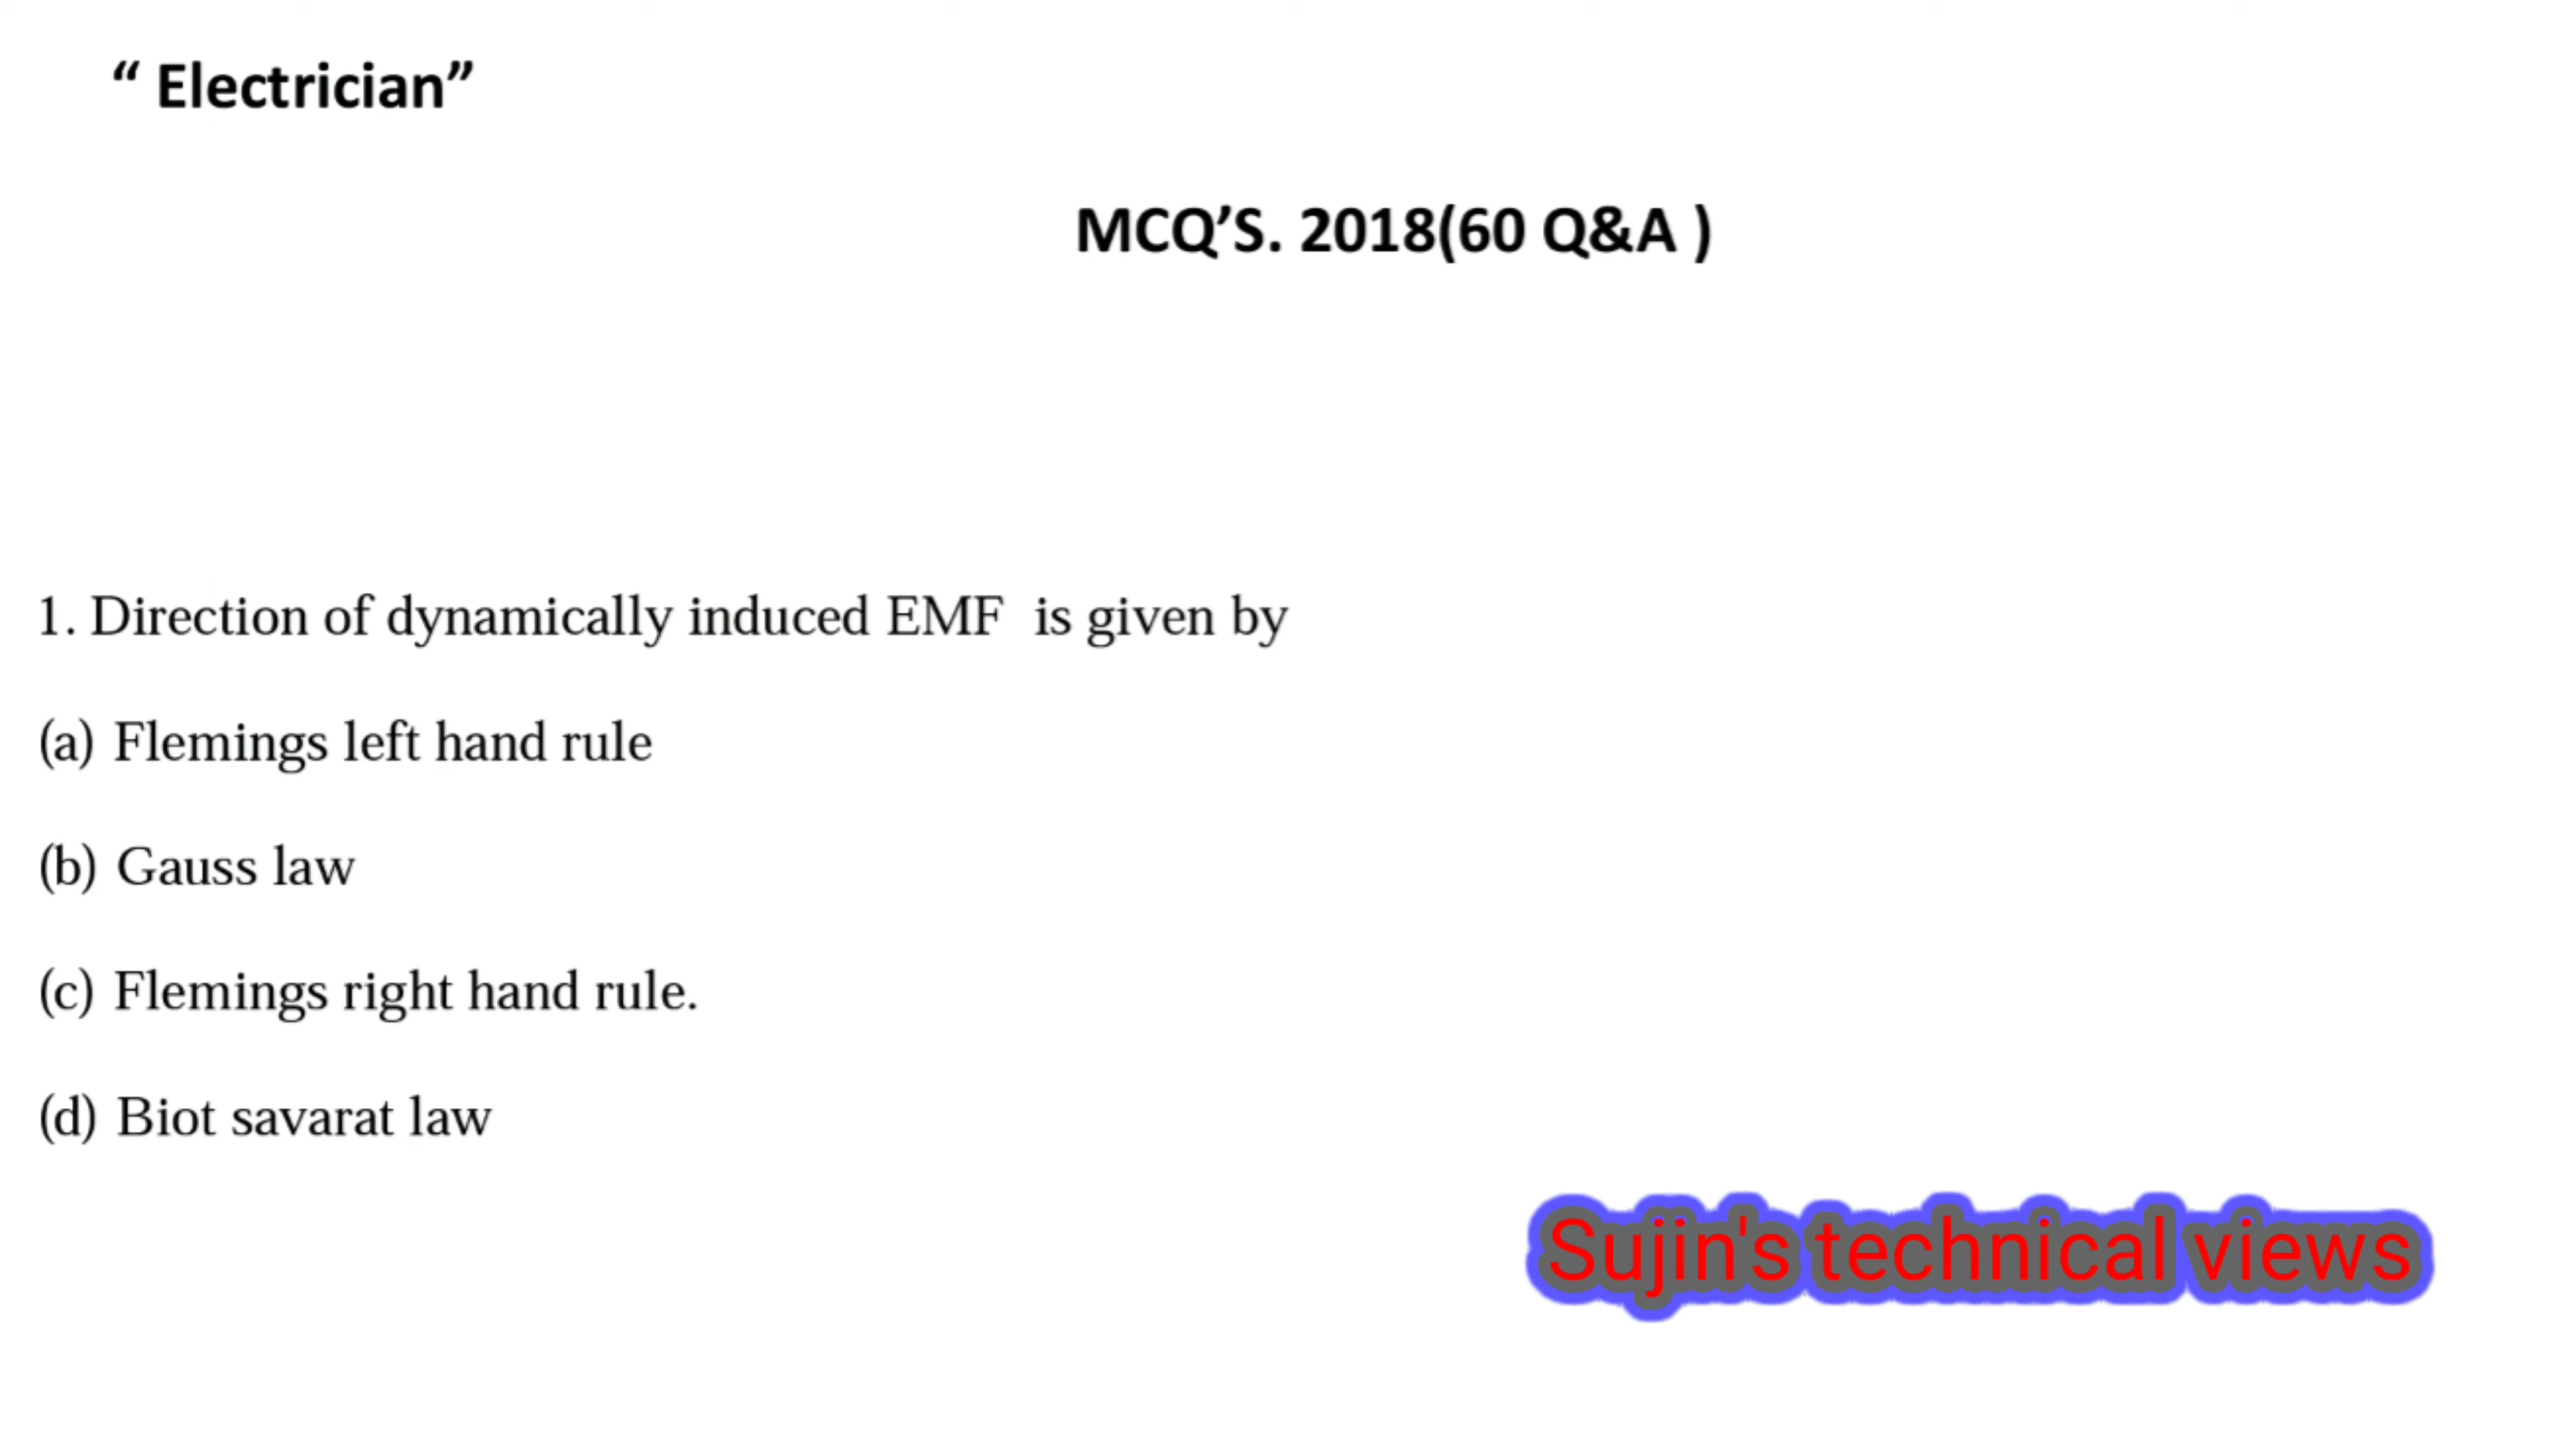 “ Electrician”
MCQ’S. 2018(60 Q&A )
1. Direction of dynamically induced EMF is given by
(a) Flemings left hand rule
(b) Gauss law
(c) Flemings right hand rule.
(d) Biot savarat law
Sujin's technical views